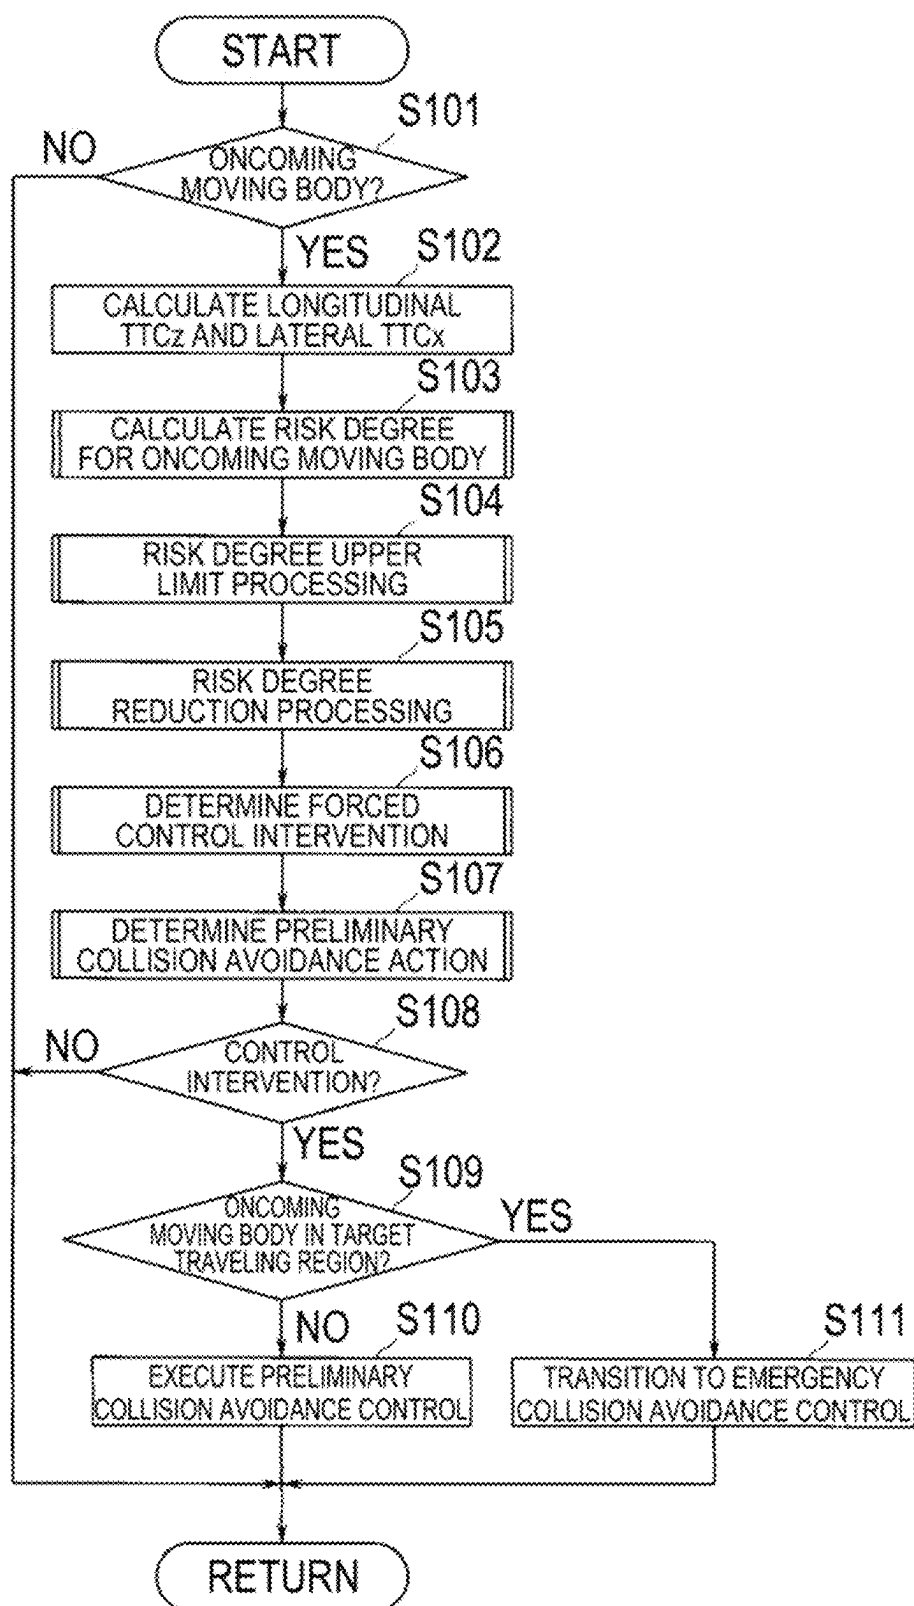 START
S101
NO
ONCOMING
MOVING BODY?
YES
S102
CALCULATE LONGITUDINAL
TTCz AND LATERAL TTCx
S103
CALCULATE RISK DEGREE
FOR ONCOMING MOVING BODY
S104
RISK DEGREE UPPER
LIMIT PROCESSING
S105
RISK DEGREE
REDUCTION PROCESSING
S106
DETERMINE FORCED
CONTROL INTERVENTION
S107
DETERMINE PRELIMINARY
COLLISION AVOIDANCE ACTION
S108
NO
CONTROL
INTERVENTION?
YES
S109
ONCOMING
MOVING BODY IN TARGET
TRAVELING REGION?
YES
NO
S110
S111
EXECUTE PRELIMINARY
COLLISION AVOIDANCE CONTROL
TRANSITION TO EMERGENCY
COLLISION AVOIDANCE CONTROL
RETURN